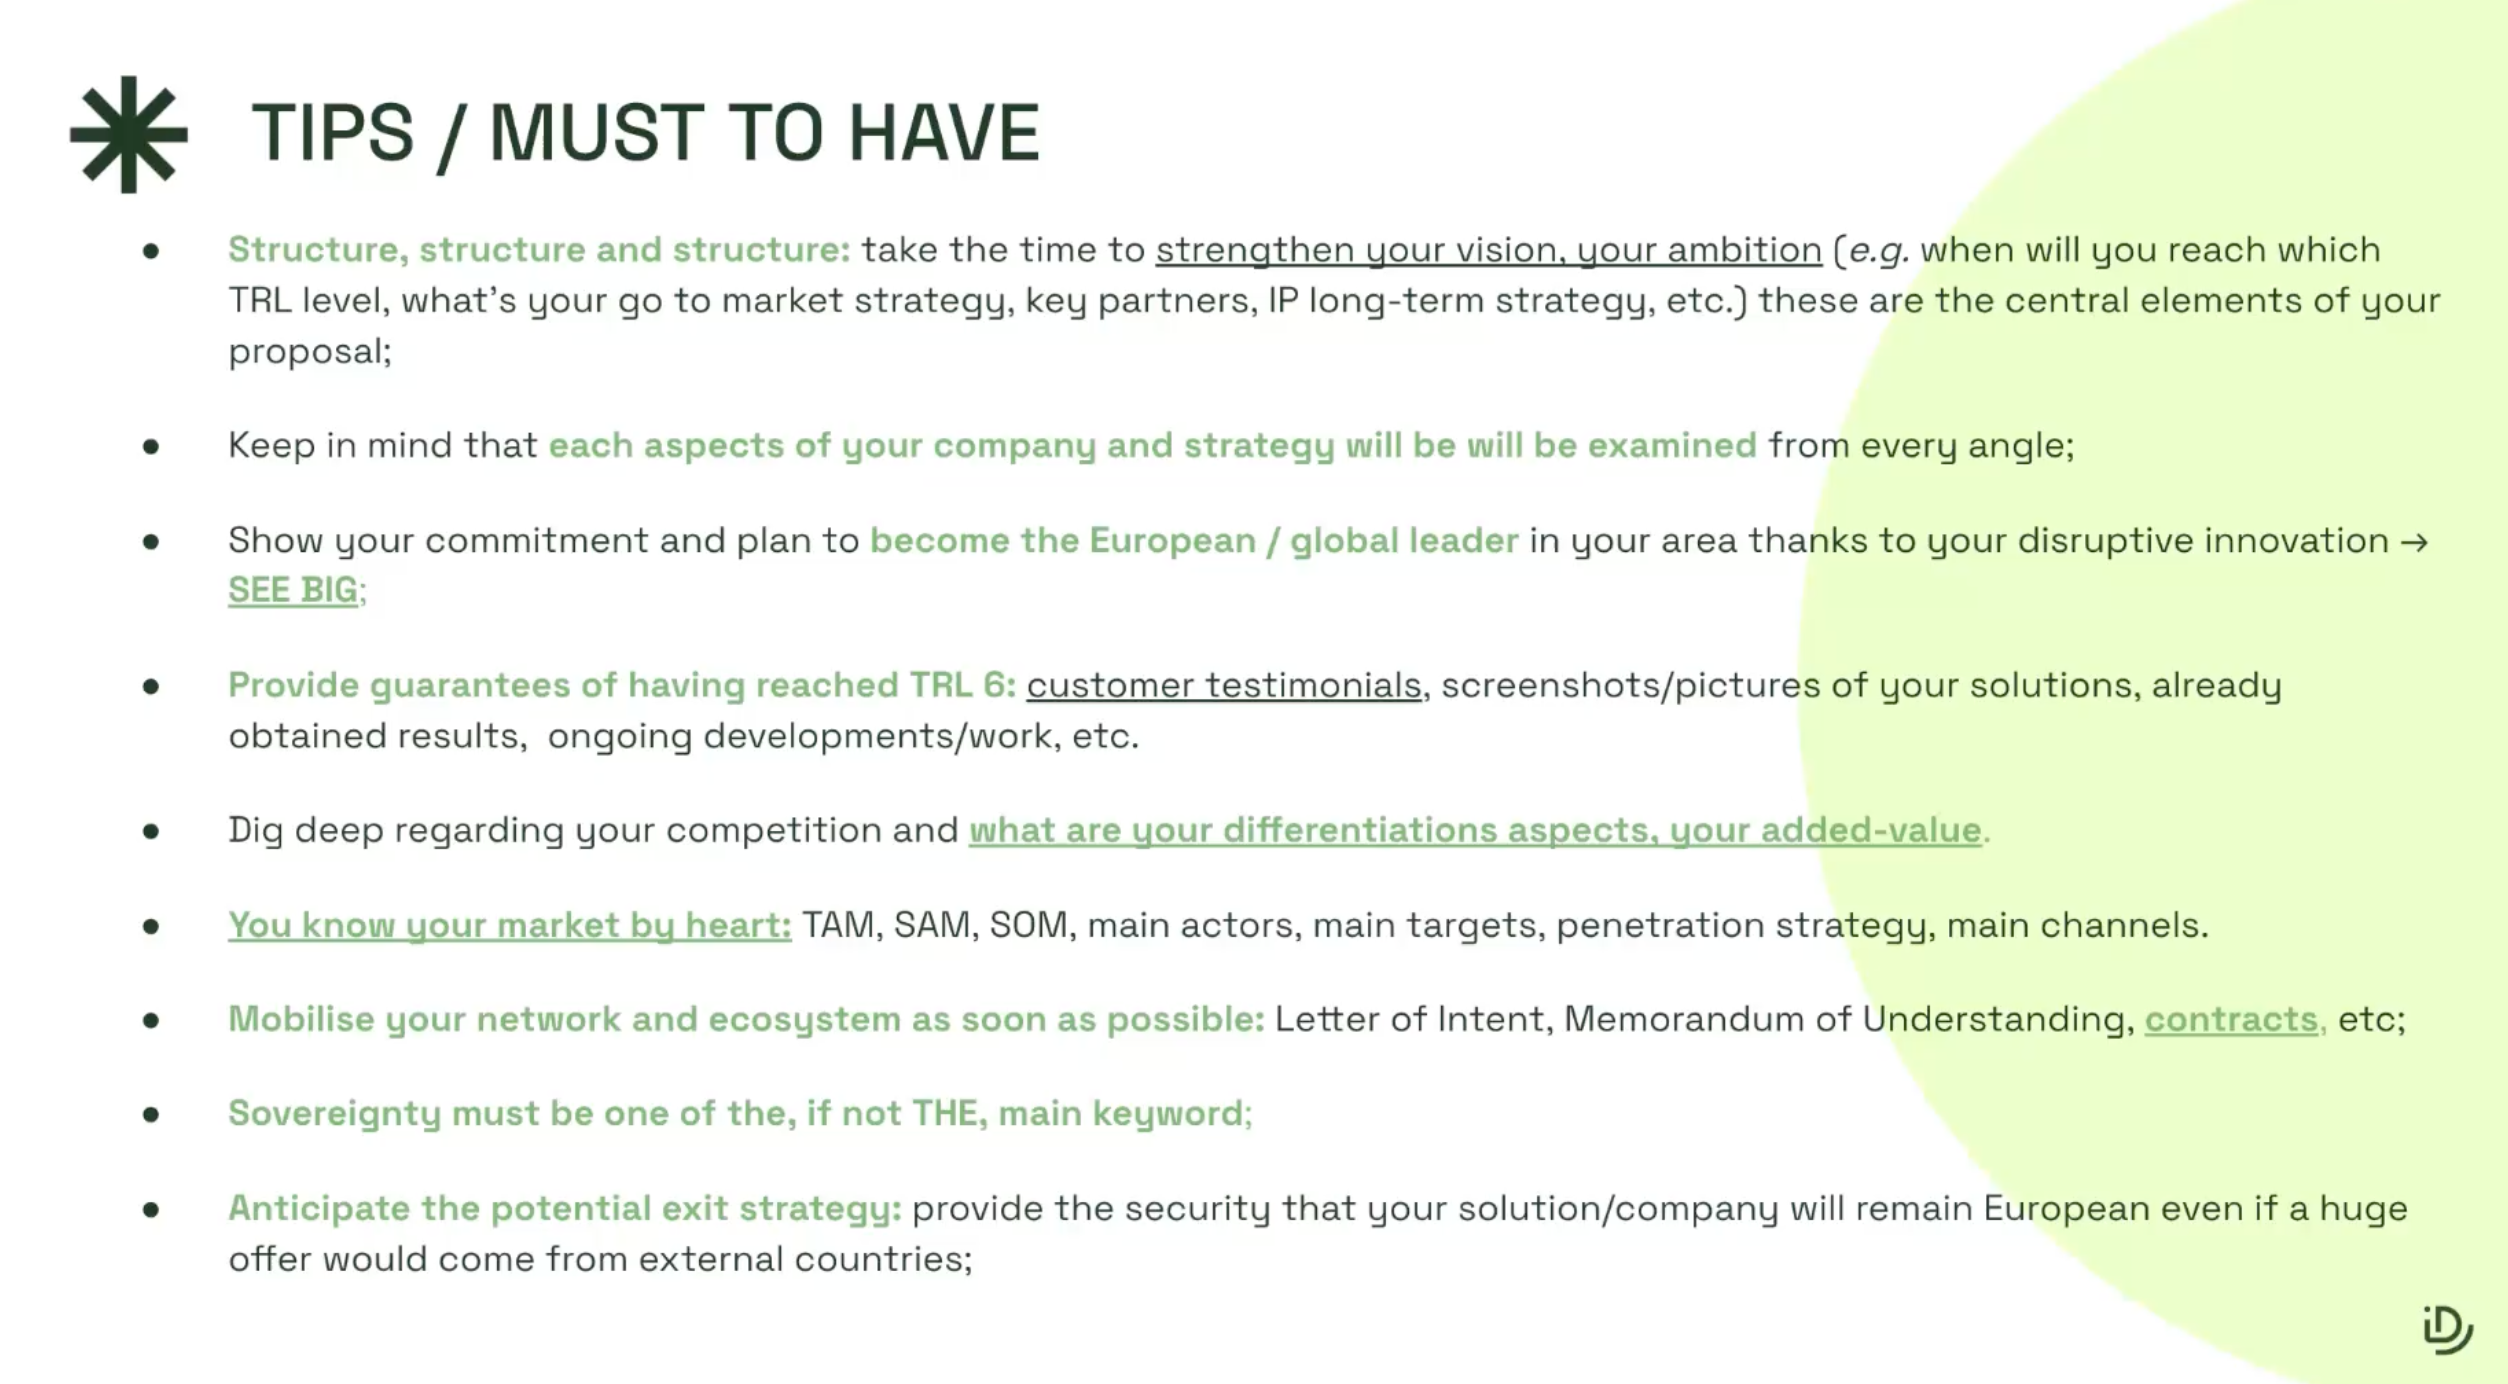 TIPS / MUST TO HAVE
● Structure, structure and structure: take the time to strengthen your vision, your ambition (e.g. when will you reach which
TRL level, what's your go to market strategy, key partners, IP long-term strategy, etc.) these are the central elements of your
proposal;
● Keep in mind that each aspects of your company and strategy will be will be examined from every angle;
● Show your commitment and plan to become the European / global leader in your area thanks to your disruptive innovation →
SEE BIG;
● Provide guarantees of having reached TRL 6: customer testimonials, screenshots/pictures of your solutions, already
obtained results,  ongoing developments/work, etc.
● Dig deep regarding your competition and what are your differentiations aspects, your added-value.
● You know your market by heart: TAM, SAM, SOM, main actors, main targets, penetration strategy, main channels.
● Mobilise your network and ecosystem as soon as possible: Letter of Intent, Memorandum of Understanding, contracts, etc;
● Sovereignty must be one of the, if not THE, main keyword;
● Anticipate the potential exit strategy: provide the security that your solution/company will remain European even if a huge
offer would come from external countries;
iD